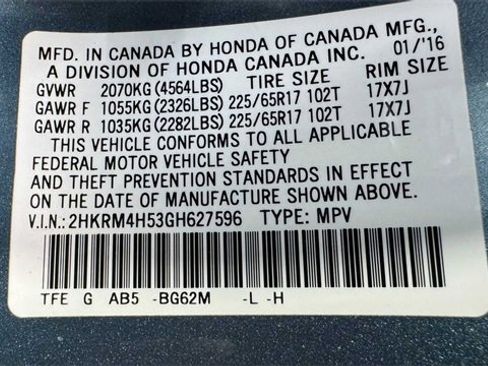 MFD. IN CANADA BY HONDA OF CANADA MFG.,
A DIVISION OF HONDA CANADA INC. 01/'16
GVWR 2070KG(4564LBS) TIRE SIZE RIM SIZE
GAWR F 1055KG(2326LBS) 225/65R17 102T 17X7J
GAWR R 1035KG(2282LBS) 225/65R17 102T 17X7J
THIS VEHICLE CONFORMS TO ALL APPLICABLE
FEDERAL MOTOR VEHICLE SAFETY
AND THEFT PREVENTION STANDARDS IN EFFECT
ON THE DATE OF MANUFACTURE SHOWN ABOVE.
V.I.N.: 2HKRM4H53GH627596 TYPE: MPV
TFE G AB5 -BG62M -L -H